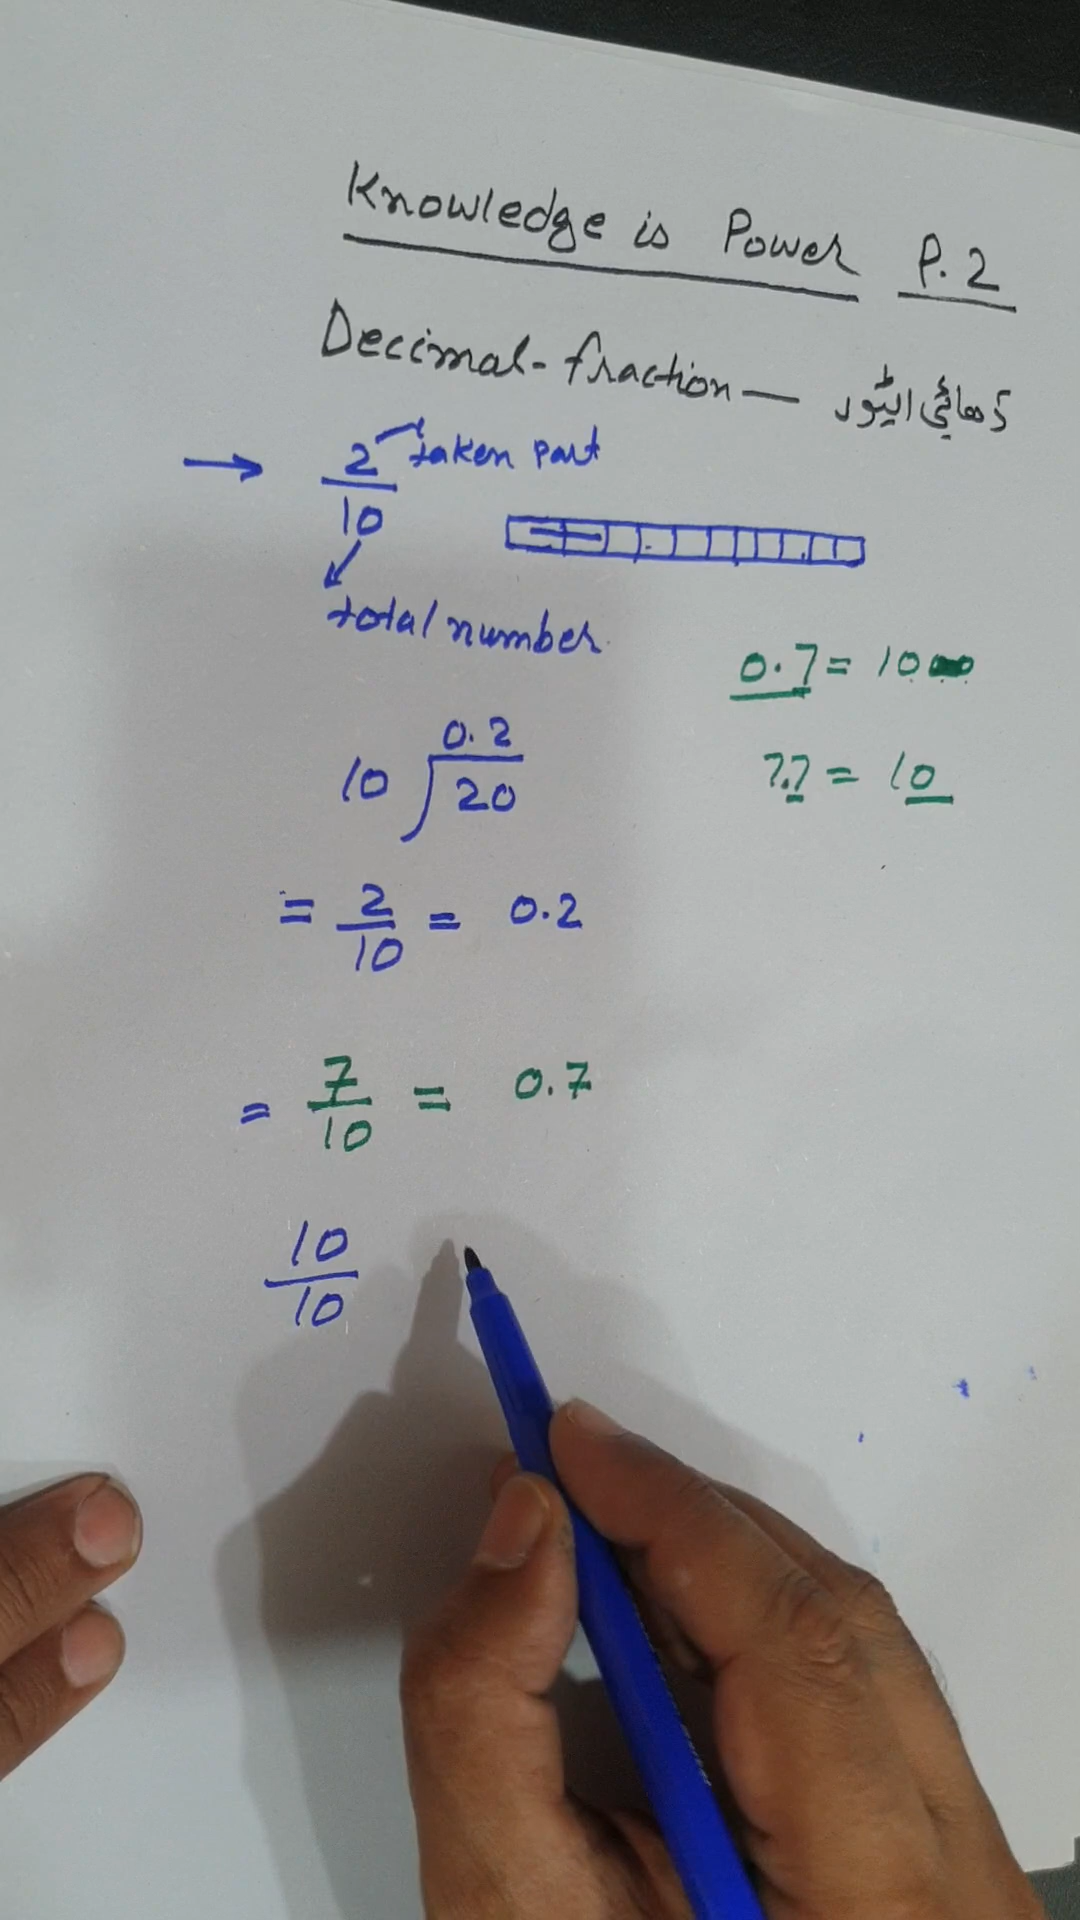 Knowledge is Power P.2
Decimal-fraction — ڈھائی ایٹور
→ 2/10 taken part
total number
0.7 = 10
0.2
10 20
7.7 = 10
= 2/10 = 0.2
= 7/10 = 0.7
10/10